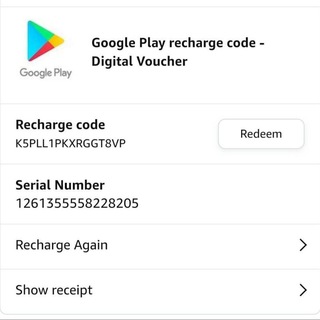 Google Play
Google Play recharge code -
Digital Voucher
Recharge code
K5PLL1PKXRGGT8VP
Redeem
Serial Number
1261355558228205
Recharge Again
Show receipt